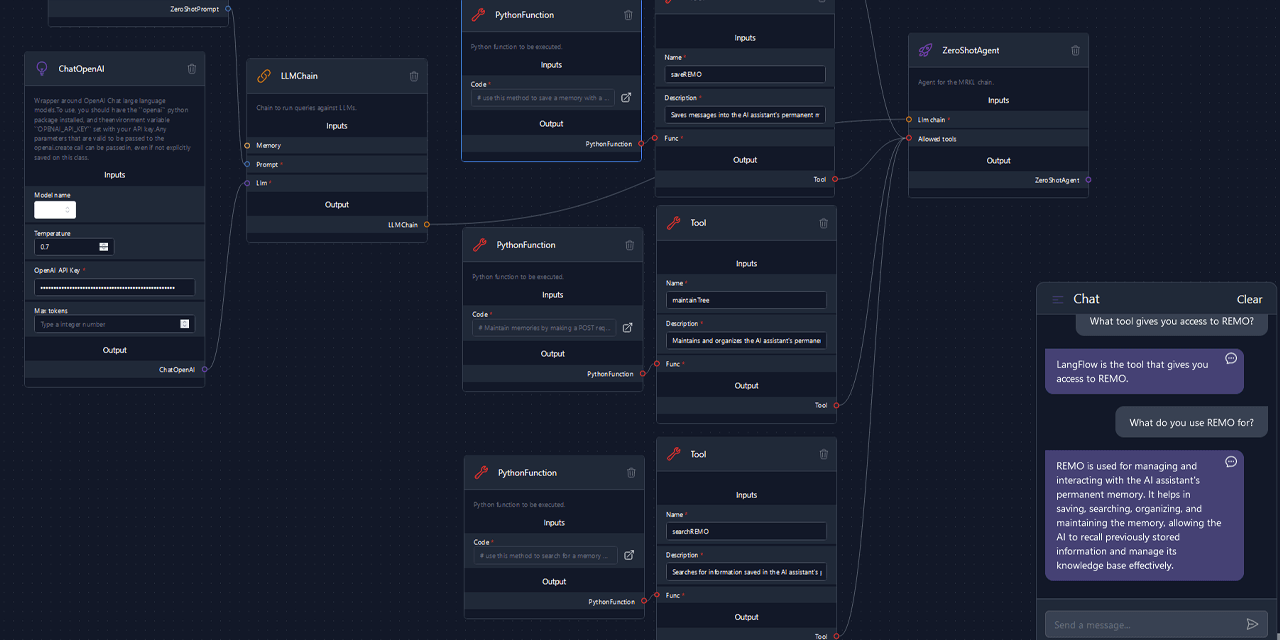 ZeroShotPrompt
ChatOpenAI
Wrapper around OpenAI Chat large language
models.To use, you should have the ``openai`` python
package installed, and theenvironment variable
``OPENAI_API_KEY`` set with your API key.Any
parameters that are valid to be passed to the
openai.create call can be passedin, even if not explicitly
saved on this class.
Inputs
Model name
Temperature
0.7
OpenAI API Key *
Max tokens
Type a integer number
Output
ChatOpenAI
LLMChain
Chain to run queries against LLMs.
Inputs
Memory
Prompt *
Llm *
Output
LLMChain
PythonFunction
Python function to be executed.
Inputs
Code *
# use this method to save a memory with a ...
Output
PythonFunction
PythonFunction
Python function to be executed.
Inputs
Code *
# Maintain memories by making a POST req...
Output
PythonFunction
PythonFunction
Python function to be executed.
Inputs
Code *
# use this method to search for a memory ...
Output
PythonFunction
Tool
Inputs
Name *
saveREMO
Description *
Saves messages into the AI assistant's permanent m
Func *
Output
Tool
Tool
Inputs
Name *
maintainTree
Description *
Maintains and organizes the AI assistant's permane
Func *
Output
Tool
Tool
Inputs
Name *
searchREMO
Description *
Searches for information saved in the AI assistant's
Func *
Output
Tool
ZeroShotAgent
Agent for the MRKL chain.
Inputs
Llm chain *
Allowed tools
Output
ZeroShotAgent
Chat
Clear
What tool gives you access to REMO?
LangFlow is the tool that gives you
access to REMO.
What do you use REMO for?
REMO is used for managing and
interacting with the AI assistant's
permanent memory. It helps in
saving, searching, organizing, and
maintaining the memory, allowing the
AI to recall previously stored
information and manage its
knowledge base effectively.
Send a message...